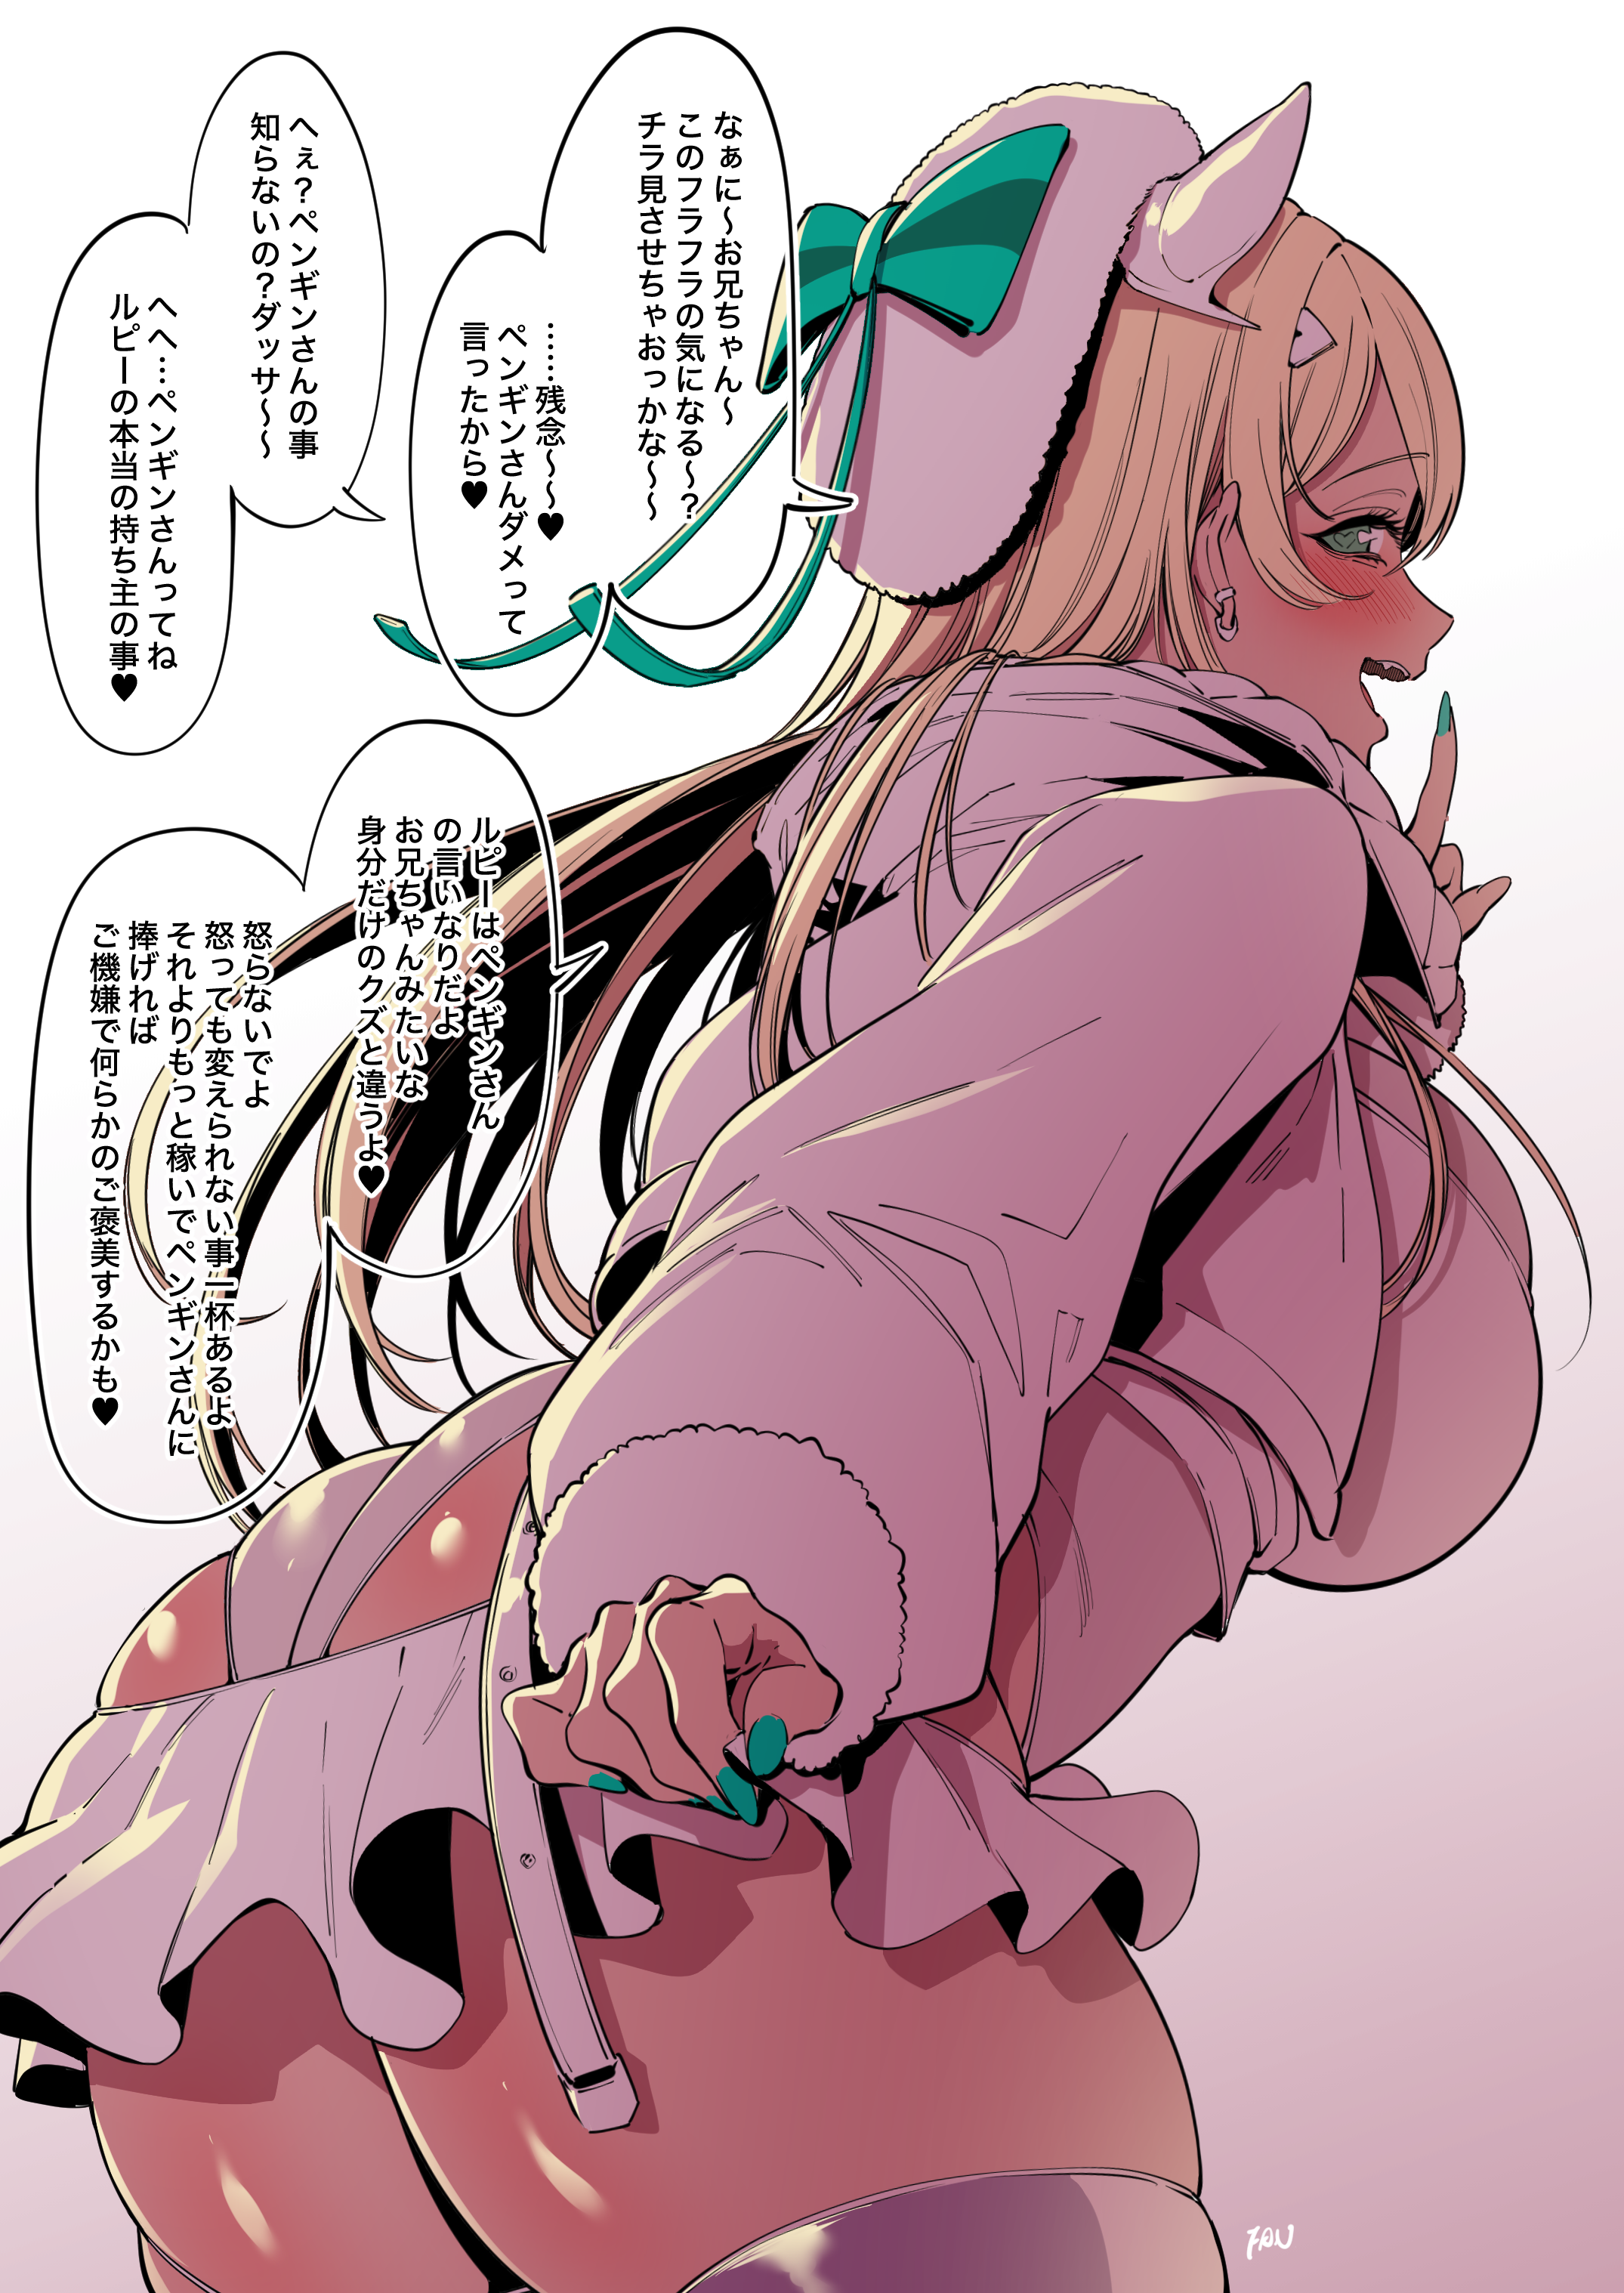 なぁに～お兄ちゃん～
このフラフラの気になる～？
チラ見させちゃおっかな～～
……残念～～♥
ペンギンさんダメって
言ったから♥
へぇ？ペンギンさんの事
知らないの？ダッサ～～
へへ…ペンギンさんってね
ルピーの本当の持ち主の事♥
ルピーはペンギンさん
の言いなりだよ
お兄ちゃんみたいな
身分だけのクズと違うよ♥
怒らないでよ
怒っても変えられない事一杯あるよ
それよりもっと稼いでペンギンさんに
捧げれば
ご機嫌で何らかのご褒美するかも♥
FAN